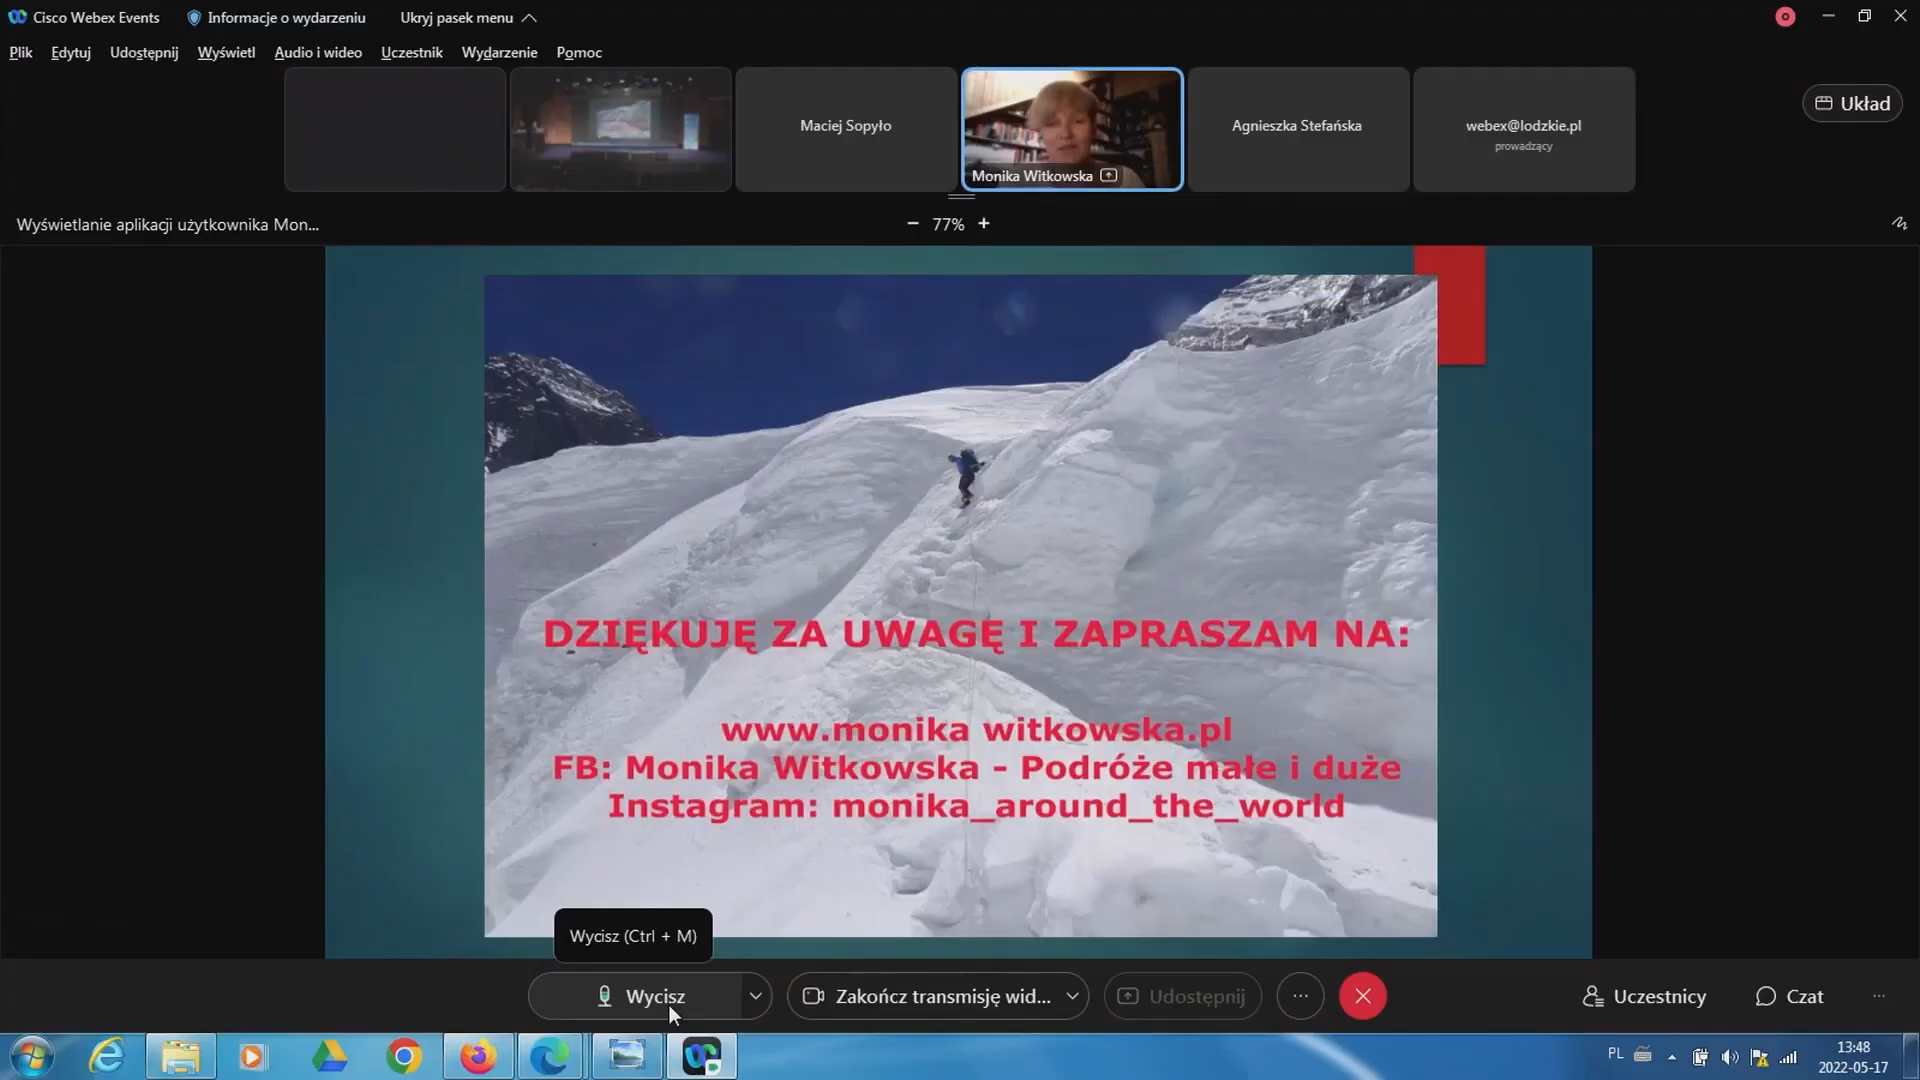 Cisco Webex Events
Informacje o wydarzeniu
Ukryj pasek menu
Plik Edytuj Udostępnij Wyświetl Audio i wideo Uczestnik Wydarzenie Pomoc
Maciej Sopyło
Monika Witkowska
Agnieszka Stefańska
webex@lodzkie.pl
prowadzący
Układ
Wyświetlanie aplikacji użytkownika Mon...
77%
DZIĘKUJĘ ZA UWAGĘ I ZAPRASZAM NA:
www.monika witkowska.pl
FB: Monika Witkowska - Podróże małe i duże
Instagram: monika_around_the_world
Wycisz (Ctrl + M)
Wycisz
Zakończ transmisję wid...
Udostępnij
Uczestnicy
Czat
PL
13:48
2022-05-17